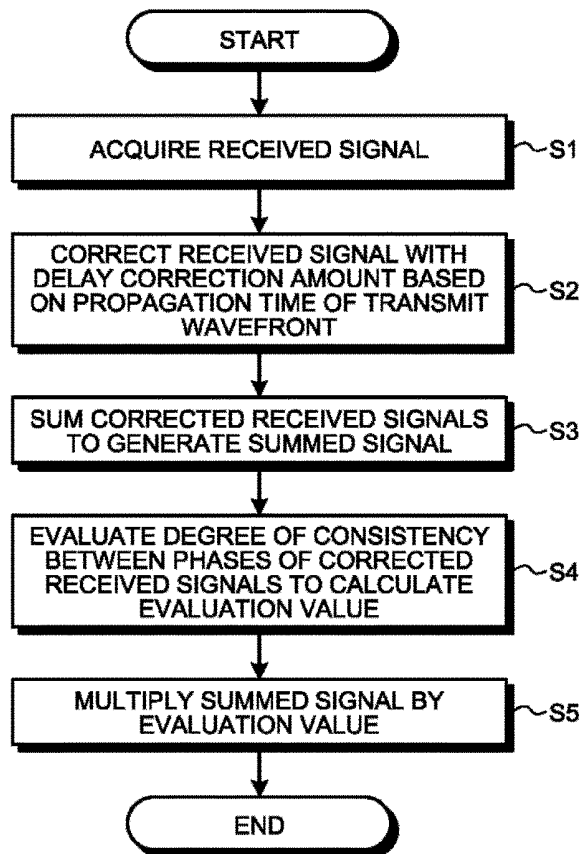 START
ACQUIRE RECEIVED SIGNAL
S1
CORRECT RECEIVED SIGNAL WITH
DELAY CORRECTION AMOUNT BASED
ON PROPAGATION TIME OF TRANSMIT
WAVEFRONT
S2
SUM CORRECTED RECEIVED SIGNALS
TO GENERATE SUMMED SIGNAL
S3
EVALUATE DEGREE OF CONSISTENCY
BETWEEN PHASES OF CORRECTED
RECEIVED SIGNALS TO CALCULATE
EVALUATION VALUE
S4
MULTIPLY SUMMED SIGNAL BY
EVALUATION VALUE
S5
END